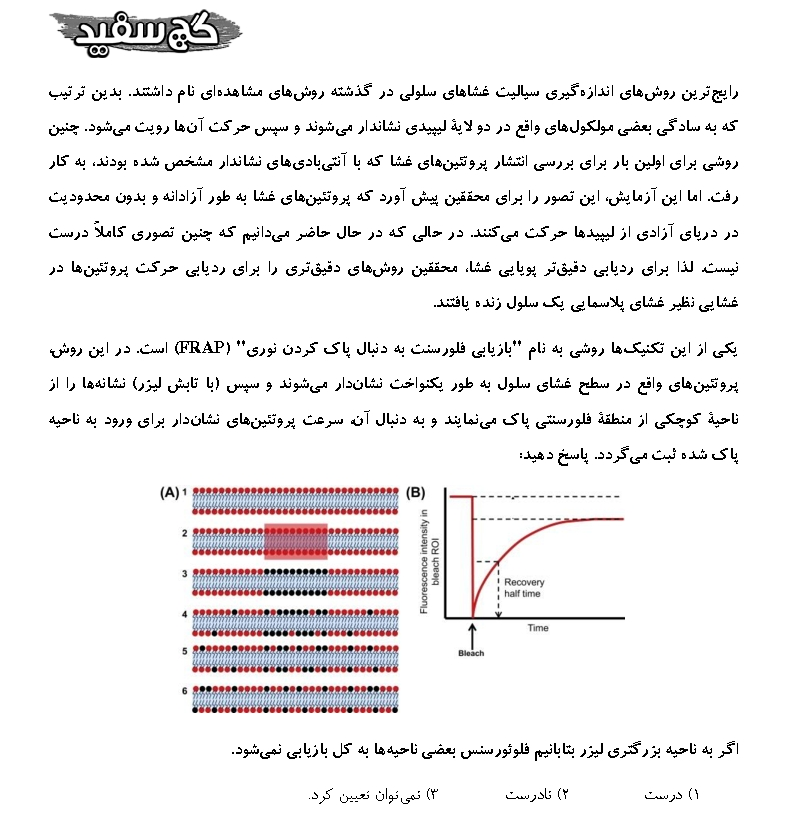 گچ سفید
رایج‌ترین روش‌های اندازه‌گیری سیالیت غشاهای سلولی در گذشته روش‌های مشاهده‌ای نام داشتند. بدین ترتیب
که به سادگی بعضی مولکول‌های واقع در دو لایهٔ لیپیدی نشاندار می‌شوند و سپس حرکت آن‌ها رویت می‌شود. چنین
روشی برای اولین بار برای بررسی انتشار پروتئین‌های غشا که با آنتی‌بادی‌های نشاندار مشخص شده بودند، به کار
رفت. اما این آزمایش، این تصور را برای محققین پیش آورد که پروتئین‌های غشا به طور آزادانه و بدون محدودیت
در دریای آزادی از لیپیدها حرکت می‌کنند. در حالی که در حال حاضر می‌دانیم که چنین تصوری کاملاً درست
نیست. لذا برای ردیابی دقیق‌تر پویایی غشا، محققین روش‌های دقیق‌تری را برای ردیابی حرکت پروتئین‌ها در
غشایی نظیر غشای پلاسمایی یک سلول زنده یافتند.
یکی از این تکنیک‌ها روشی به نام "بازیابی فلورسنت به دنبال پاک کردن نوری" (FRAP) است. در این روش،
پروتئین‌های واقع در سطح غشای سلول به طور یکنواخت نشان‌دار می‌شوند و سپس (با تابش لیزر) نشانه‌ها را از
ناحیهٔ کوچکی از منطقهٔ فلورسنتی پاک می‌نمایند و به دنبال آن، سرعت پروتئین‌های نشان‌دار برای ورود به ناحیه
پاک شده ثبت می‌گردد. پاسخ دهید:
(A)
1
2
3
4
5
6
(B)
Fluorescence intensity in
bleach ROI
Recovery
half time
Time
Bleach
اگر به ناحیه بزرگتری لیزر بتابانیم فلوئورسنس بعضی ناحیه‌ها به کل بازیابی نمی‌شود.
۱) درست ۲) نادرست ۳) نمی‌توان تعیین کرد.